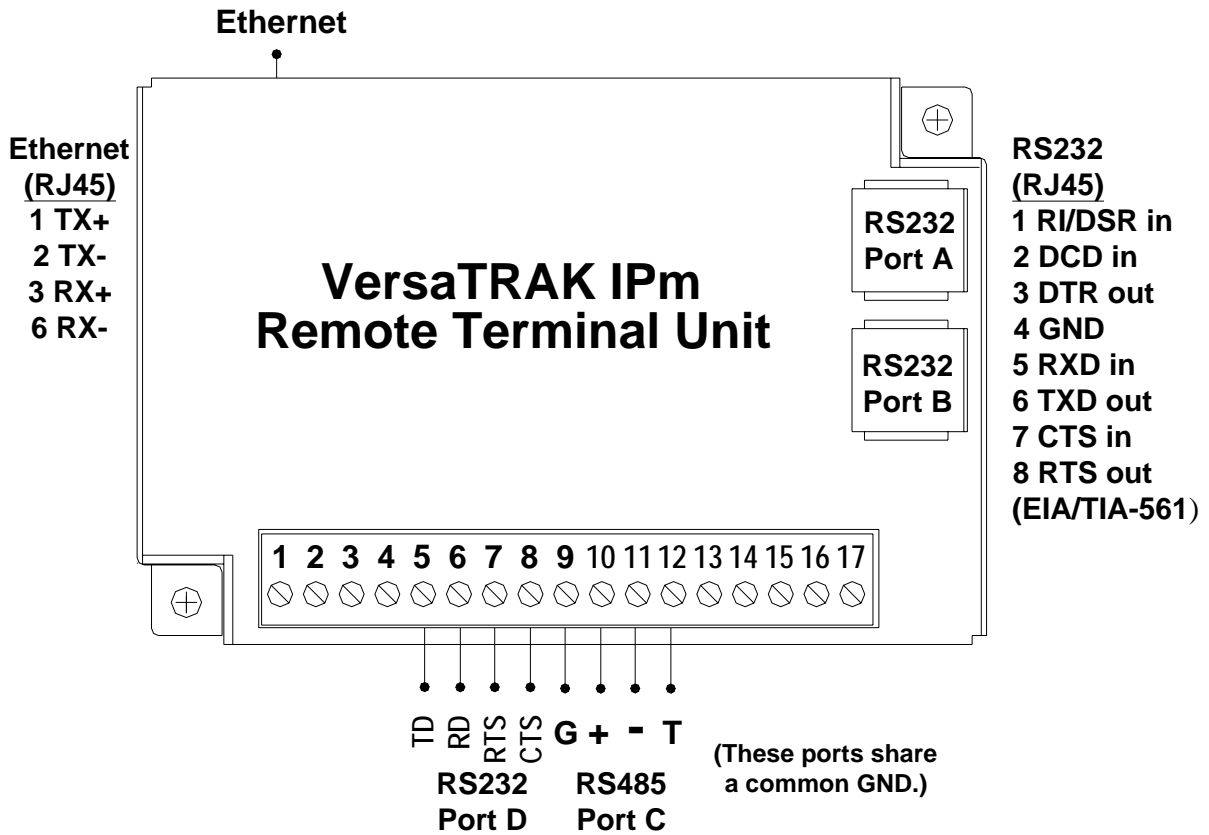 Ethernet
Ethernet
(RJ45)
1 TX+
2 TX-
3 RX+
6 RX-
VersaTRAK IPm
Remote Terminal Unit
RS232
Port A
RS232
Port B
RS232
(RJ45)
1 RI/DSR in
2 DCD in
3 DTR out
4 GND
5 RXD in
6 TXD out
7 CTS in
8 RTS out
(EIA/TIA-561)
1 2 3 4 5 6 7 8 9 10 11 12 13 14 15 16 17
TD RD RTS CTS G + - T
RS232
Port D
RS485
Port C
(These ports share
a common GND.)